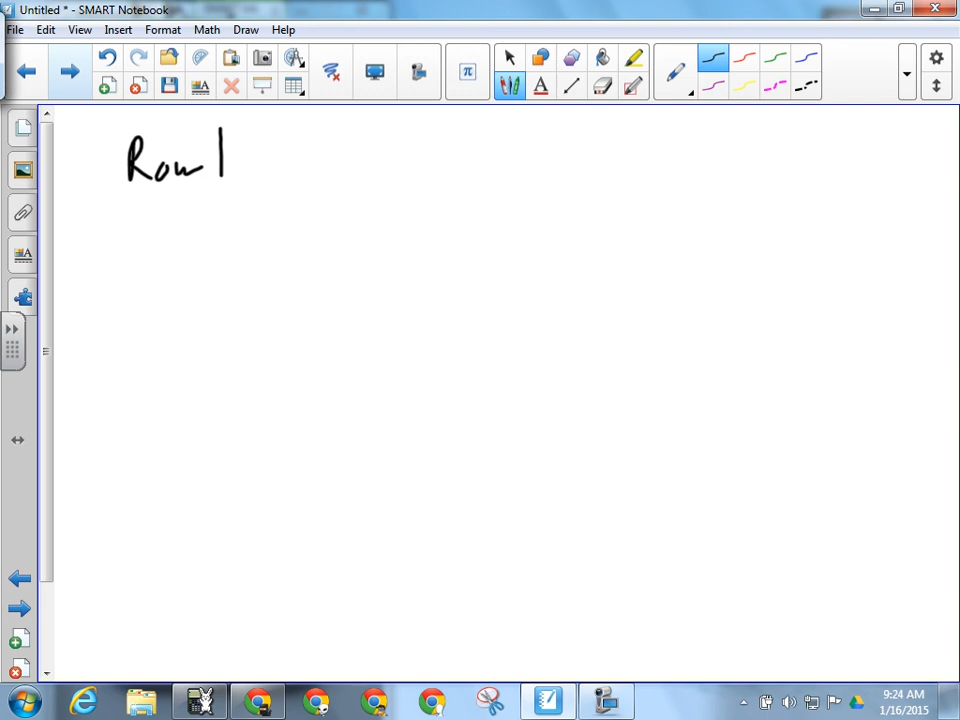 Untitled * - SMART Notebook
File Edit View Insert Format Math Draw Help
Row 1
9:24 AM
1/16/2015